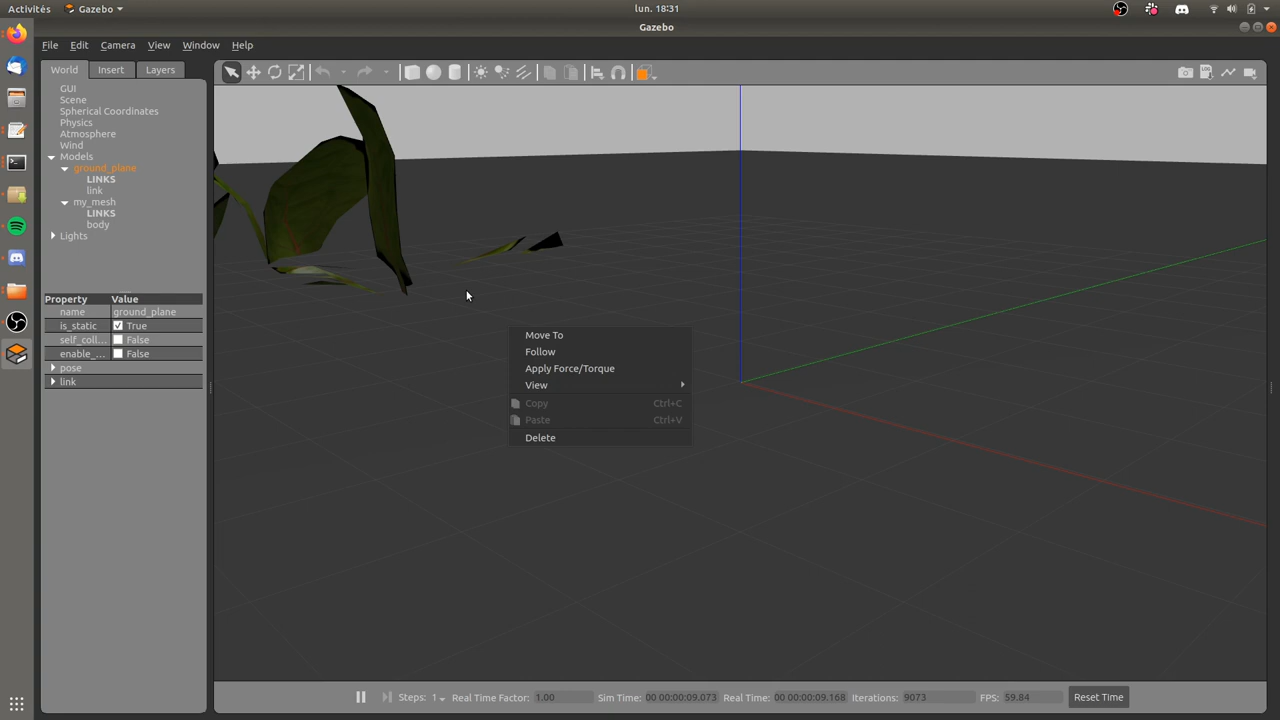 Activités
Gazebo
lun. 18:31
Gazebo
File Edit Camera View Window Help
World Insert Layers
GUI
Scene
Spherical Coordinates
Physics
Atmosphere
Wind
Models
ground_plane
LINKS
link
my_mesh
LINKS
body
Lights
Property Value
name ground_plane
is_static True
self_coll... False
enable_... False
pose
link
LOG
Move To
Follow
Apply Force/Torque
View
Copy Ctrl+C
Paste Ctrl+V
Delete
Steps: 1 Real Time Factor: 1.00 Sim Time: 00 00:00:09.073 Real Time: 00 00:00:09.168 Iterations: 9073 FPS: 59.84 Reset Time